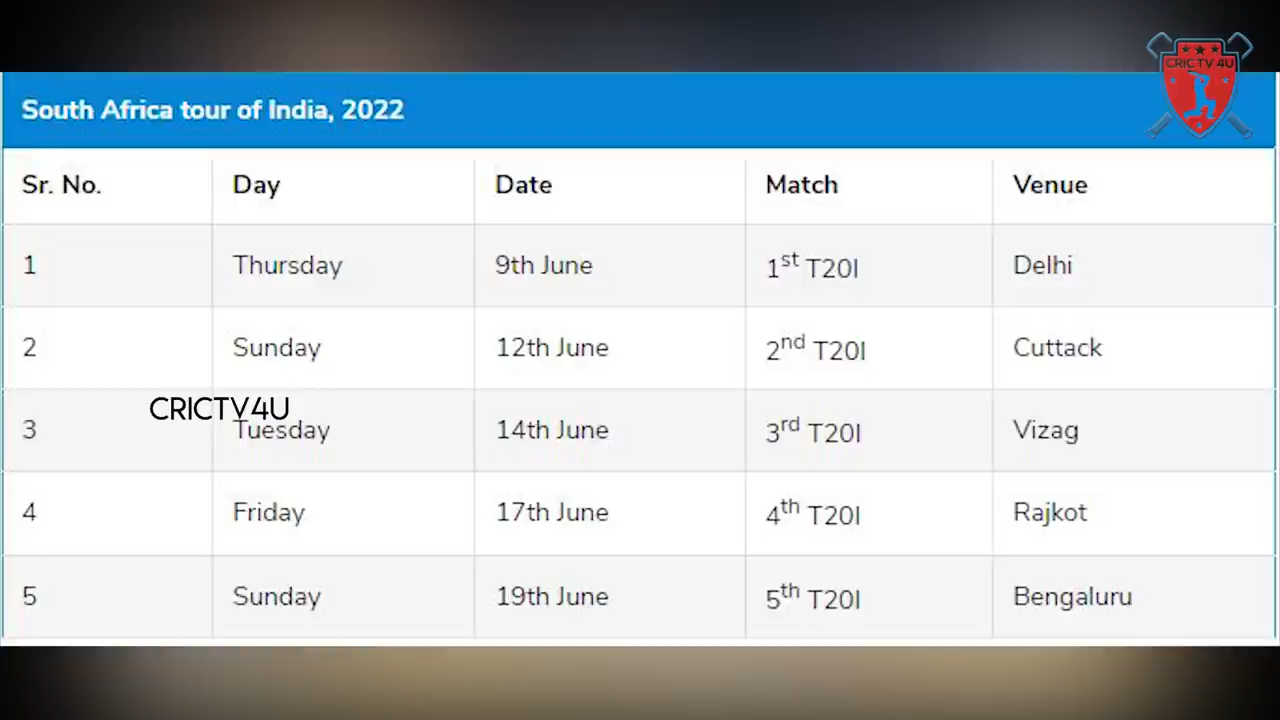 CRIC TV 4U
South Africa tour of India, 2022
Sr. No. Day Date Match Venue
1 Thursday 9th June 1st T20I Delhi
2 Sunday 12th June 2nd T20I Cuttack
CRICTV4U
3 Tuesday 14th June 3rd T20I Vizag
4 Friday 17th June 4th T20I Rajkot
5 Sunday 19th June 5th T20I Bengaluru